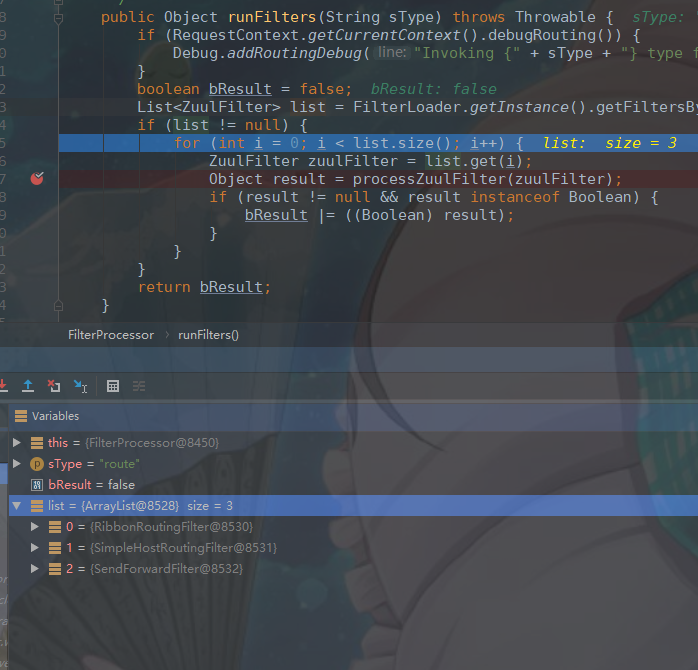 public Object runFilters(String sType) throws Throwable {  sType:
if (RequestContext.getCurrentContext().debugRouting()) {
Debug.addRoutingDebug( line: "Invoking {" + sType + "} type f
}
boolean bResult = false;  bResult: false
List<ZuulFilter> list = FilterLoader.getInstance().getFiltersBy
if (list != null) {
for (int i = 0; i < list.size(); i++) {  list:  size = 3
ZuulFilter zuulFilter = list.get(i);
Object result = processZuulFilter(zuulFilter);
if (result != null && result instanceof Boolean) {
bResult |= ((Boolean) result);
}
}
}
return bResult;
}
FilterProcessor › runFilters()
Variables
this = {FilterProcessor@8450}
p sType = "route"
bResult = false
list = {ArrayList@8528}  size = 3
0 = {RibbonRoutingFilter@8530}
1 = {SimpleHostRoutingFilter@8531}
2 = {SendForwardFilter@8532}